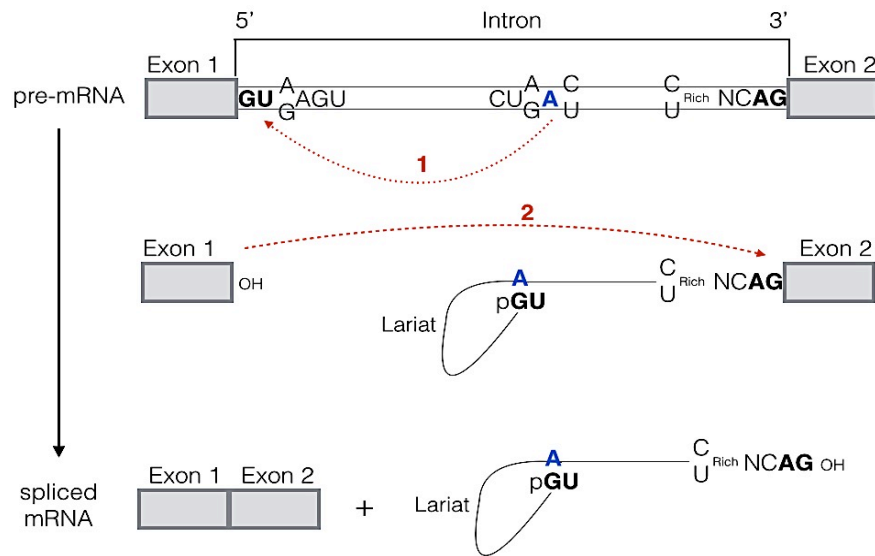 5’ Intron 3’
Exon 1 Exon 2
pre-mRNA GU A G AGU CU A G A C U C U Rich NCAG
1
2
Exon 1 Exon 2
OH A C U Rich NCAG
pGU
Lariat
Exon 1 Exon 2 A C U Rich NCAG OH
spliced mRNA + Lariat pGU